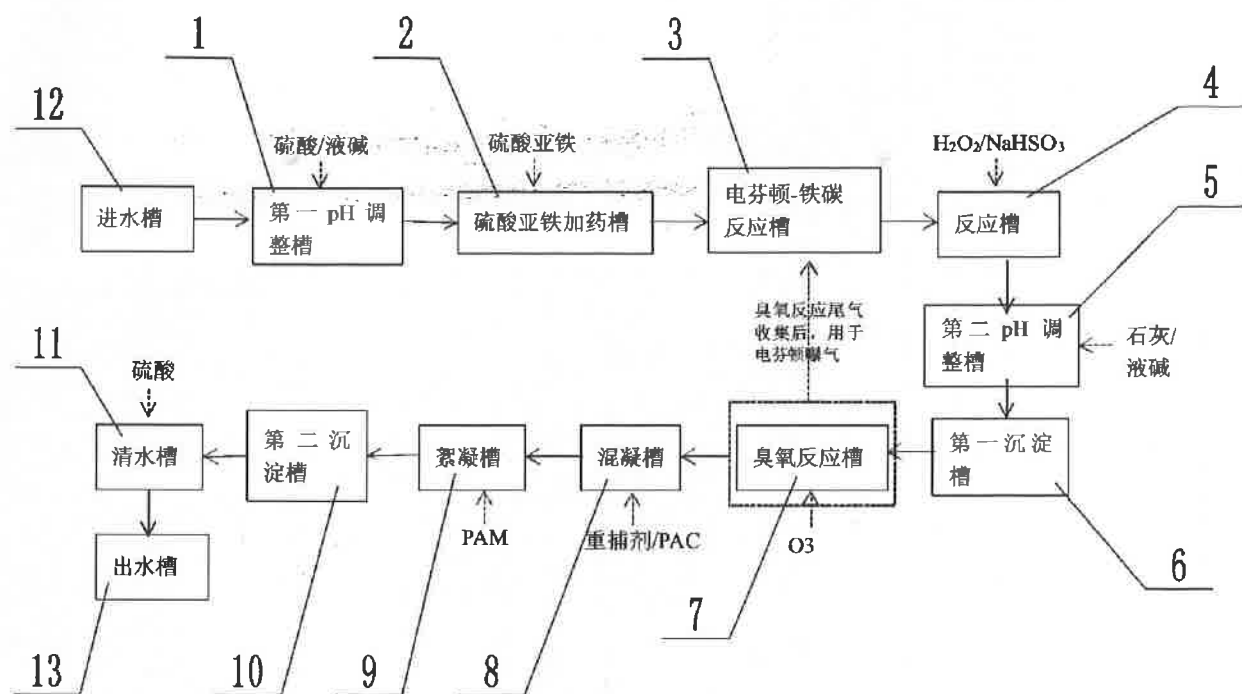 1
2
3
4
12
硫酸/液碱
硫酸亚铁
H₂O₂/NaHSO₃
5
进水槽
第一pH调
整槽
硫酸亚铁加药槽
电芬顿-铁碳
反应槽
反应槽
臭氧反应尾气
收集后，用于
电芬顿曝气
第二pH调
整槽
石灰/
液碱
11
硫酸
清水槽
第二沉
淀槽
絮凝槽
混凝槽
臭氧反应槽
第一沉淀
槽
PAM
重捕剂/PAC
O3
出水槽
6
7
13
10
9
8